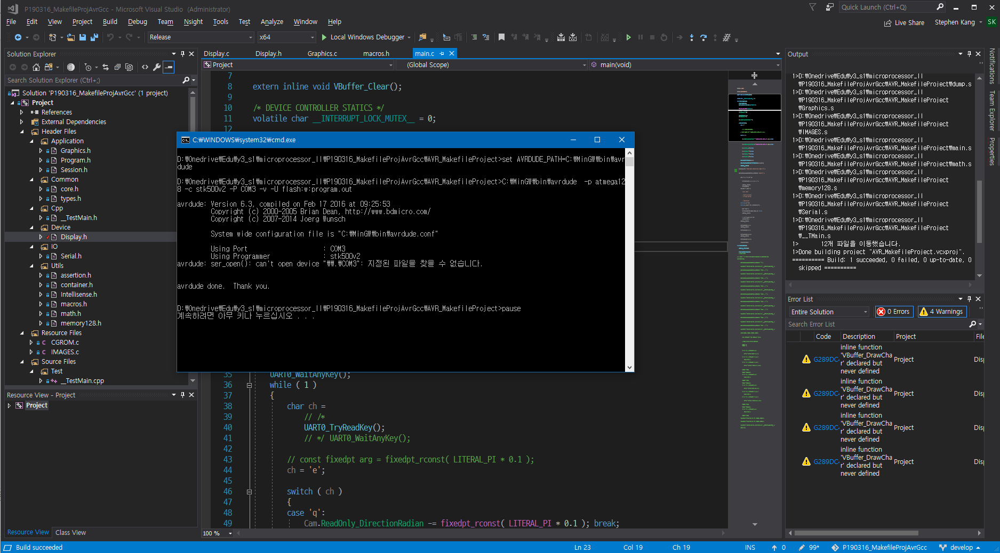 P190316_MakefileProjAvrGcc - Microsoft Visual Studio (Administrator)
Quick Launch (Ctrl+Q)
File Edit View Project Build Debug Team Nsight Tools Test Analyze Window Help
Live Share Stephen Kang SK
Release x64 Local Windows Debugger
Solution Explorer
Search Solution Explorer (Ctrl+;)
Solution 'P190316_MakefileProjAvrGcc' (1 project)
Project
References
External Dependencies
Header Files
Application
Graphics.h
Program.h
Session.h
Common
core.h
types.h
Cpp
__TestMain.h
Device
Display.h
IO
Serial.h
Utils
assertion.h
container.h
Intellisense.h
macros.h
math.h
memory128.h
Resource Files
CGROM.c
IMAGES.c
Source Files
Test
__TestMain.cpp
Resource View - Project
Project
Resource View Class View
Display.c Display.h Graphics.c macros.h main.c
Project (Global Scope) main(void)
7
8 extern inline void VBuffer_Clear();
9
10 /* DEVICE CONTROLLER STATICS */
11 volatile char __INTERRUPT_LOCK_MUTEX__ = 0;
12
C:₩WINDOWS₩system32₩cmd.exe
D:₩Onedrive₩Edu₩y3_s1₩microprocessor_II₩P190316_MakefileProjAvrGcc₩AVR_MakefileProject>set AVRDUDE_PATH=C:₩MinGW₩bin₩avr
dude
D:₩Onedrive₩Edu₩y3_s1₩microprocessor_II₩P190316_MakefileProjAvrGcc₩AVR_MakefileProject>C:₩MinGW₩bin₩avrdude  -p atmega12
8 -c stk500v2 -P COM3 -v -U flash:w:program.out
avrdude: Version 6.3, compiled on Feb 17 2016 at 09:25:53
Copyright (c) 2000-2005 Brian Dean, http://www.bdmicro.com/
Copyright (c) 2007-2014 Joerg Wunsch
System wide configuration file is "C:₩MinGW₩bin₩avrdude.conf"
Using Port : COM3
Using Programmer : stk500v2
avrdude: ser_open(): can't open device "₩₩.₩COM3": 지정된 파일을 찾을 수 없습니다.
avrdude done.  Thank you.
D:₩Onedrive₩Edu₩y3_s1₩microprocessor_II₩P190316_MakefileProjAvrGcc₩AVR_MakefileProject>pause
계속하려면 아무 키나 누르십시오 . . .
35 UART0_WaitAnyKey();
36 while ( 1 )
37 {
38 char ch =
39 // /*
40 UART0_TryReadKey();
41 // */ UART0_WaitAnyKey();
42
43 // const fixedpt arg = fixedpt_rconst( LITERAL_PI * 0.1 );
44 ch = 'e';
45
46 switch ( ch )
47 {
48 case 'q':
49 Cam.ReadOnly_DirectionRadian -= fixedpt_rconst( LITERAL_PI * 0.1 ); break;
100 %
Output
1>D:₩Onedrive₩Edu₩y3_s1₩microprocessor_II
₩P190316_MakefileProjAvrGcc₩AVR_MakefileProject₩dump.s
1>D:₩Onedrive₩Edu₩y3_s1₩microprocessor_II
₩P190316_MakefileProjAvrGcc₩AVR_MakefileProject
₩Graphics.s
1>D:₩Onedrive₩Edu₩y3_s1₩microprocessor_II
₩P190316_MakefileProjAvrGcc₩AVR_MakefileProject
₩IMAGES.s
1>D:₩Onedrive₩Edu₩y3_s1₩microprocessor_II
₩P190316_MakefileProjAvrGcc₩AVR_MakefileProject₩main.s
1>D:₩Onedrive₩Edu₩y3_s1₩microprocessor_II
₩P190316_MakefileProjAvrGcc₩AVR_MakefileProject₩math.s
1>D:₩Onedrive₩Edu₩y3_s1₩microprocessor_II
₩P190316_MakefileProjAvrGcc₩AVR_MakefileProject
₩memory128.s
1>D:₩Onedrive₩Edu₩y3_s1₩microprocessor_II
₩P190316_MakefileProjAvrGcc₩AVR_MakefileProject
₩Serial.s
1>D:₩Onedrive₩Edu₩y3_s1₩microprocessor_II
₩P190316_MakefileProjAvrGcc₩AVR_MakefileProject
₩__TMain.s
1> 12개 파일을 이동했습니다.
1>Done building project "AVR_MakefileProject.vcxproj".
========== Build: 1 succeeded, 0 failed, 0 up-to-date, 0
skipped ==========
Error List
Entire Solution 0 Errors 4 Warnings
Search Error List
Code Description Project File
G289DC inline function
'VBuffer_DrawCha
r' declared but
never defined
Project Disp
G289DC inline function
'VBuffer_DrawCha
r' declared but
never defined
Project Disp
G289DC inline function
'VBuffer_DrawCha
r' declared but
never defined
Project Disp
G289DC inline function
'VBuffer_DrawCha
r' declared but
never defined
Project Disp
Notifications
Team Explorer
Properties
Build succeeded Ln 23 Col 19 Ch 19 INS 0 99* P190316_MakefileProjAvrGcc develop